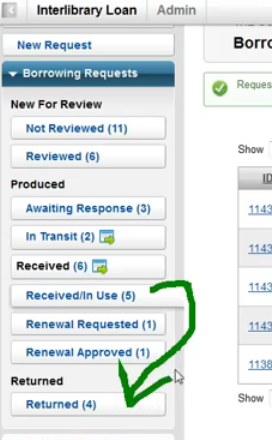 Interlibrary Loan Admin
New Request
Borrowing Requests
New For Review
Not Reviewed (11)
Reviewed (6)
Produced
Awaiting Response (3)
In Transit (2)
Received (6)
Received/In Use (5)
Renewal Requested (1)
Renewal Approved (1)
Returned
Returned (4)
Borro
Reques
Show
ID
1143
1143
1143
1143
1138
Show